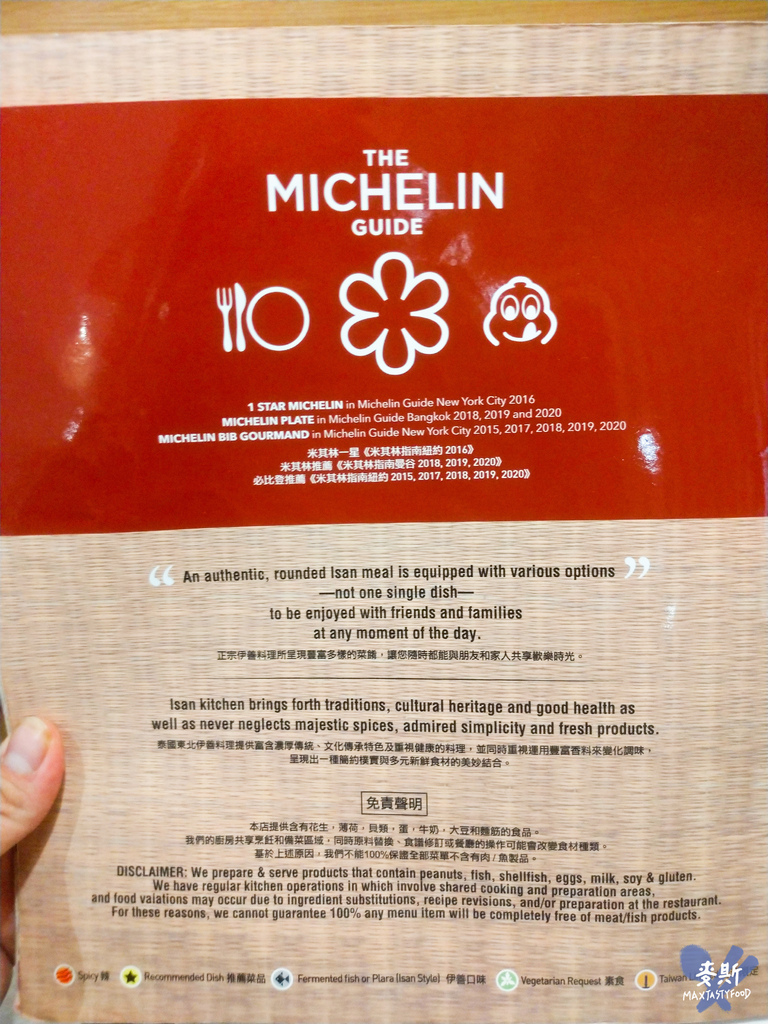 THE
MICHELIN
GUIDE
1 STAR MICHELIN in Michelin Guide New York City 2016
MICHELIN PLATE in Michelin Guide Bangkok 2018, 2019 and 2020
MICHELIN BIB GOURMAND in Michelin Guide New York City 2015, 2017, 2018, 2019, 2020
米其林一星《米其林指南紐約 2016》
米其林推薦《米其林指南曼谷 2018, 2019, 2020》
必比登推薦《米其林指南紐約 2015, 2017, 2018, 2019, 2020》
“ An authentic, rounded Isan meal is equipped with various options ”
—not one single dish—
to be enjoyed with friends and families
at any moment of the day.
正宗伊善料理所呈現豐富多樣的菜餚，讓您隨時都能與朋友和家人共享歡樂時光。
Isan kitchen brings forth traditions, cultural heritage and good health as
well as never neglects majestic spices, admired simplicity and fresh products.
泰國東北伊善料理提供富含濃厚傳統、文化傳承特色及重視健康的料理，並同時重視運用豐富香料來變化調味，
呈現出一種簡約樸實與多元新鮮食材的美妙結合。
免責聲明
本店提供含有花生，薄荷，貝類，蛋，牛奶，大豆和麵筋的食品。
我們的廚房共享烹飪和備菜區域，同時原料替換、食譜修訂或餐廳的操作可能會改變食材種類。
基於上述原因，我們不能100%保證全部菜單不含有肉 / 魚製品。
DISCLAIMER: We prepare & serve products that contain peanuts, fish, shellfish, eggs, milk, soy & gluten.
We have regular kitchen operations in which involve shared cooking and preparation areas,
and food vaiations may occur due to ingredient substitutions, recipe revisions, and/or preparation at the restaurant.
For these reasons, we cannot guarantee 100% any menu item will be completely free of meat/fish products.
Spicy 辣 Recommended Dish 推薦菜品 Fermented fish or Plara (Isan Style) 伊善口味 Vegetarian Request 素食 Taiwan
麥斯
MAXTASTYFOOD